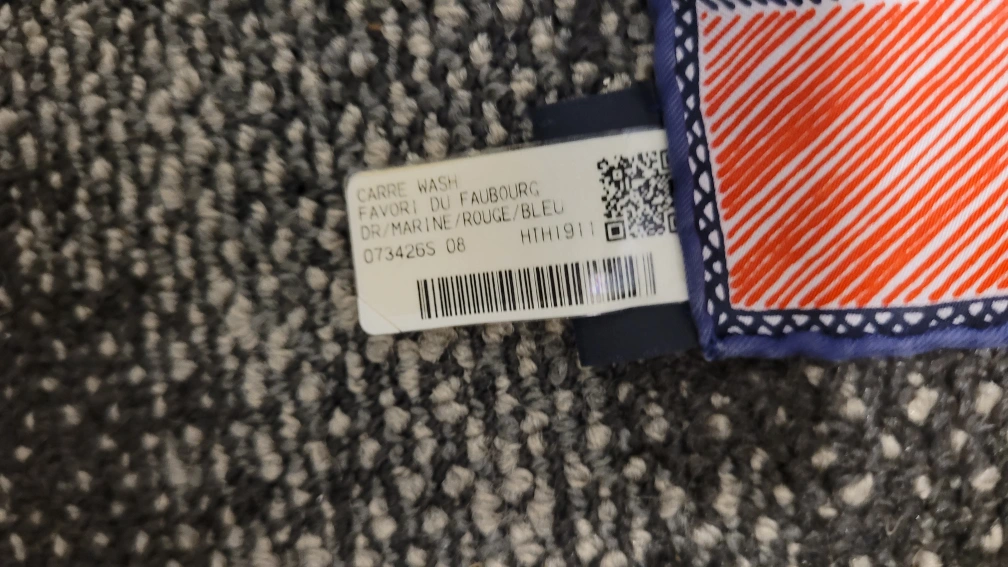 CARRE WASH
FAVORI DU FAUBOURG
DR/MARINE/ROUGE/BLEU
073426S 08 HTH1911